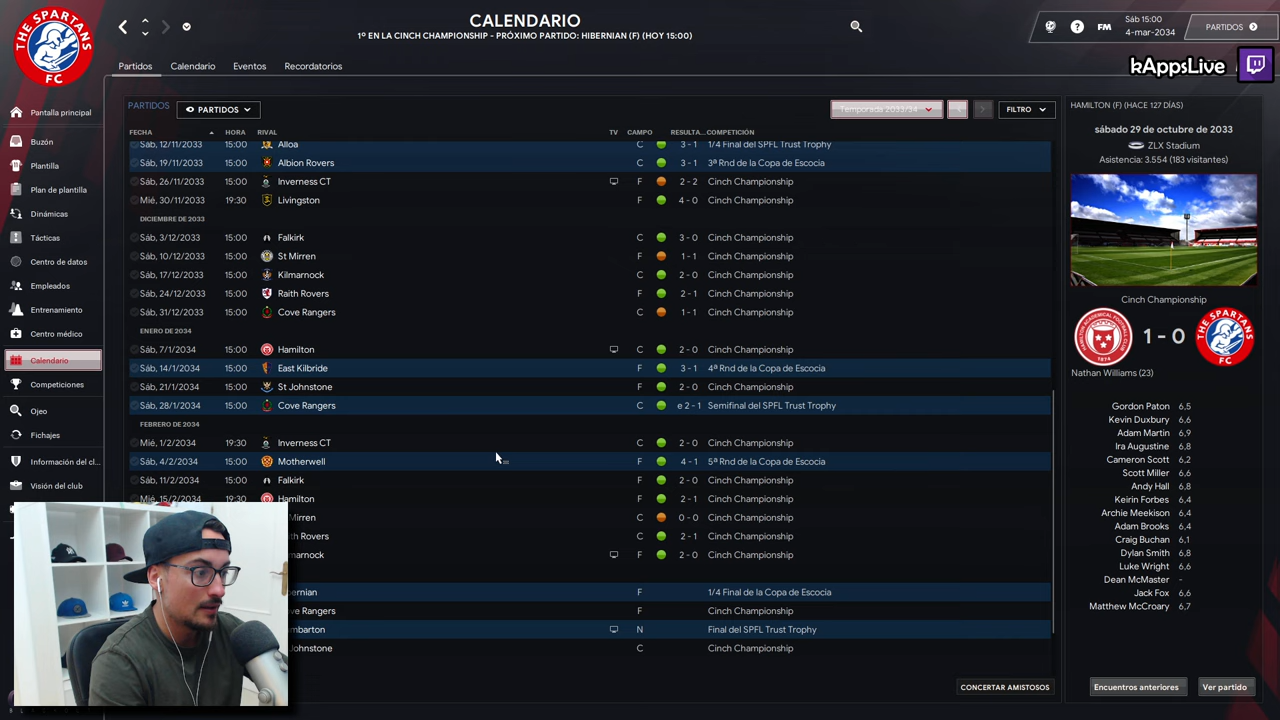 CALENDARIO
1º EN LA CINCH CHAMPIONSHIP - PRÓXIMO PARTIDO: HIBERNIAN (F) (HOY 15:00)
FM
Sáb 15:00
4-mar-2034
PARTIDOS
THE SPARTANS
FC
kAppsLive
Partidos Calendario Eventos Recordatorios
Pantalla principal
Buzón
Plantilla
Plan de plantilla
Dinámicas
Tácticas
Centro de datos
Empleados
Entrenamiento
Centro médico
Calendario
Competiciones
Ojeo
Fichajes
Información del cl...
Visión del club
PARTIDOS PARTIDOS Temporada 2033/34 FILTRO
FECHA HORA RIVAL TV CAMPO RESULTA... COMPETICIÓN
Sáb, 12/11/2033 15:00 Alloa C 3 - 1 1/4 Final del SPFL Trust Trophy
Sáb, 19/11/2033 15:00 Albion Rovers C 3 - 1 3ª Rnd de la Copa de Escocia
Sáb, 26/11/2033 15:00 Inverness CT F 2 - 2 Cinch Championship
Mié, 30/11/2033 19:30 Livingston F 4 - 0 Cinch Championship
DICIEMBRE DE 2033
Sáb, 3/12/2033 15:00 Falkirk C 3 - 0 Cinch Championship
Sáb, 10/12/2033 15:00 St Mirren F 1 - 1 Cinch Championship
Sáb, 17/12/2033 15:00 Kilmarnock C 2 - 0 Cinch Championship
Sáb, 24/12/2033 15:00 Raith Rovers F 2 - 1 Cinch Championship
Sáb, 31/12/2033 15:00 Cove Rangers C 1 - 1 Cinch Championship
ENERO DE 2034
Sáb, 7/1/2034 15:00 Hamilton C 2 - 0 Cinch Championship
Sáb, 14/1/2034 15:00 East Kilbride F 3 - 1 4ª Rnd de la Copa de Escocia
Sáb, 21/1/2034 15:00 St Johnstone F 2 - 0 Cinch Championship
Sáb, 28/1/2034 15:00 Cove Rangers C e 2 - 1 Semifinal del SPFL Trust Trophy
FEBRERO DE 2034
Mié, 1/2/2034 19:30 Inverness CT C 2 - 0 Cinch Championship
Sáb, 4/2/2034 15:00 Motherwell F 4 - 1 5ª Rnd de la Copa de Escocia
Sáb, 11/2/2034 15:00 Falkirk F 2 - 0 Cinch Championship
Mié, 15/2/2034 19:30 Hamilton F 2 - 1 Cinch Championship
Mirren C 0 - 0 Cinch Championship
Rovers C 2 - 1 Cinch Championship
marnock F 2 - 0 Cinch Championship
ernian F 1/4 Final de la Copa de Escocia
Rangers F Cinch Championship
mbarton N Final del SPFL Trust Trophy
Johnstone C Cinch Championship
CONCERTAR AMISTOSOS
HAMILTON (F) (HACE 127 DÍAS)
sábado 29 de octubre de 2033
ZLX Stadium
Asistencia: 3.554 (183 visitantes)
Cinch Championship
1 - 0
THE SPARTANS
FC
Nathan Williams (23)
Gordon Paton 6,5
Kevin Duxbury 6,6
Adam Martin 6,9
Ira Augustine 6,8
Cameron Scott 6,2
Scott Miller 6,6
Andy Hall 6,8
Keirin Forbes 6,4
Archie Meekison 6,4
Adam Brooks 6,4
Craig Buchan 6,1
Dylan Smith 6,8
Luke Wright 6,6
Dean McMaster -
Jack Fox 6,6
Matthew McCroary 6,7
Encuentros anteriores Ver partido